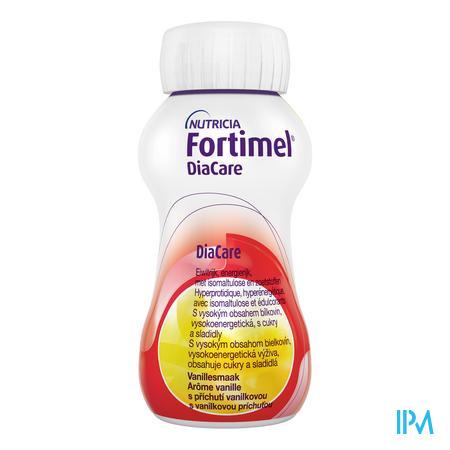 NUTRICIA
Fortimel®
DiaCare
DiaCare
Eiwitrijk, energierijk,
met isomaltulose en zoetstoffen
Hyperprotidique, hyperénergétique,
avec isomaltulose et édulcorants
S vysokým obsahem bílkovin,
vysokoenergetická, s cukry
a sladidly
S vysokým obsahom bielkovín,
vysokoenergetická výživa,
obsahuje cukry a sladidlá
Vanillesmaak
Arôme vanille
s příchutí vanilkovou
s vanilkovou príchuťou
IPM